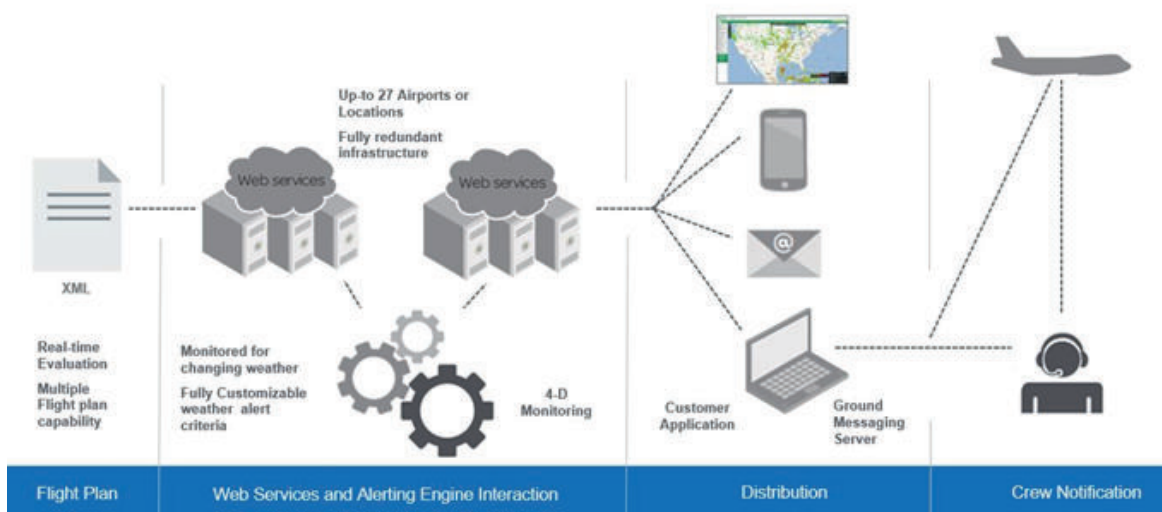 Up-to 27 Airports or
Locations
Fully redundant
infrastructure
Web services
Web services
@
XML
Real-time
Evaluation
Multiple
Flight plan
capability
Monitored for
changing weather
Fully Customizable
weather alert
criteria
4-D
Monitoring
Customer
Application
Ground
Messaging
Server
Flight Plan
Web Services and Alerting Engine Interaction
Distribution
Crew Notification